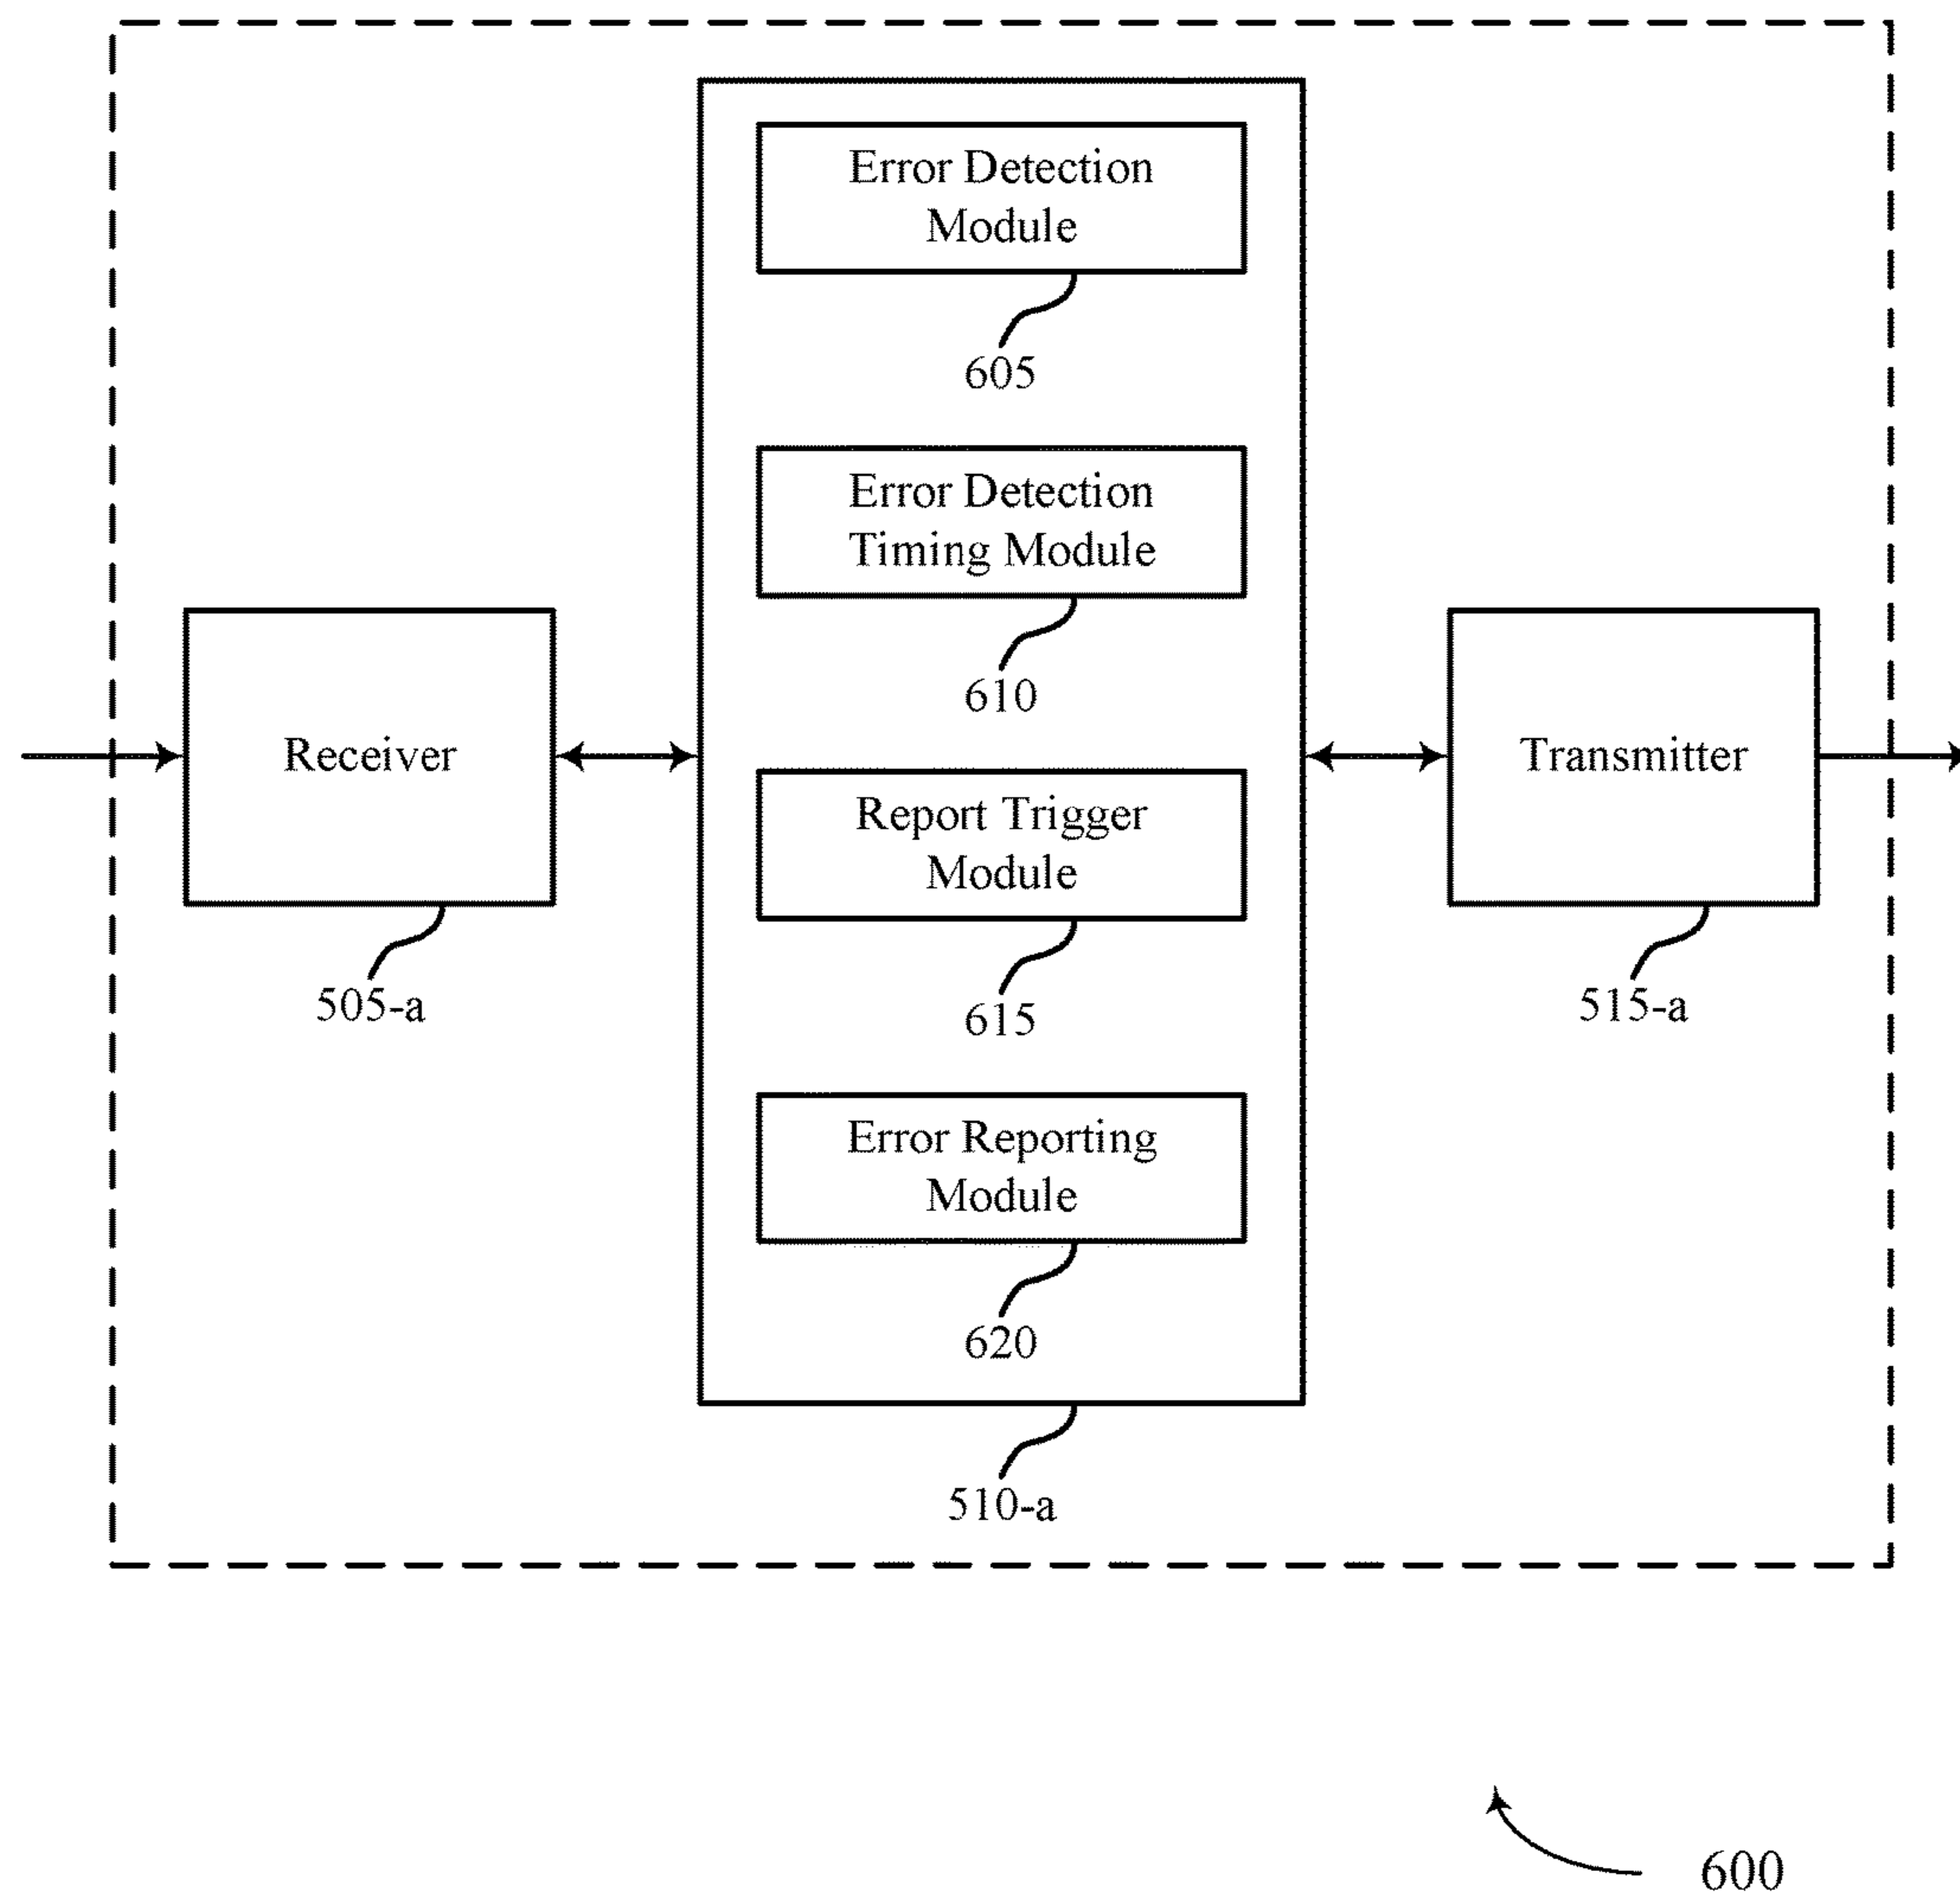 Error Detection
Module
605
Error Detection
Timing Module
610
Receiver
505-a
Report Trigger
Module
615
Transmitter
515-a
Error Reporting
Module
620
510-a
600